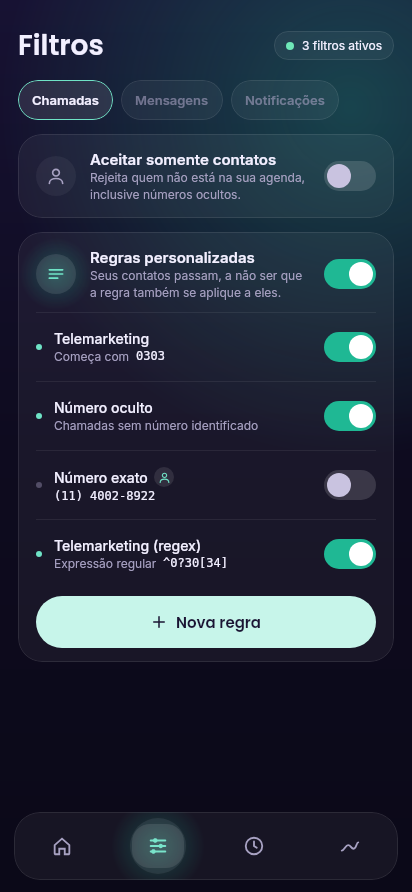 Filtros
3 filtros ativos
Chamadas
Mensagens
Notificações
Aceitar somente contatos
Rejeita quem não está na sua agenda,
inclusive números ocultos.
Regras personalizadas
Seus contatos passam, a não ser que
a regra também se aplique a eles.
Telemarketing
Começa com 0303
Número oculto
Chamadas sem número identificado
Número exato
(11) 4002-8922
Telemarketing (regex)
Expressão regular ^0?30[34]
+ Nova regra